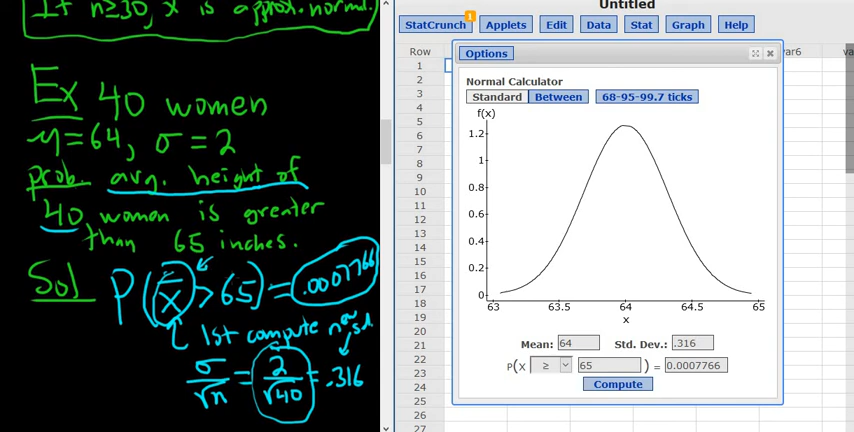 If n≥30, x is approx. normal.
Ex 40 women
μ=64, σ=2
prob. avg. height of
40 women is greater
than 65 inches.
Sol P(x̄ > 65) = .0007766
1st compute new s.d.
σ/√n = 2/√40 = .316
Untitled
StatCrunch 1 Applets Edit Data Stat Graph Help
Row var6 va
1
2
3
4
5
6
7
8
9
10
11
12
13
14
15
16
17
18
19
20
21
22
23
24
25
26
27
Options
Normal Calculator
Standard Between 68-95-99.7 ticks
f(x)
1.2
1
0.8
0.6
0.4
0.2
0
63 63.5 64 64.5 65
x
Mean: 64 Std. Dev.: .316
P(x ≥ 65) = 0.0007766
Compute